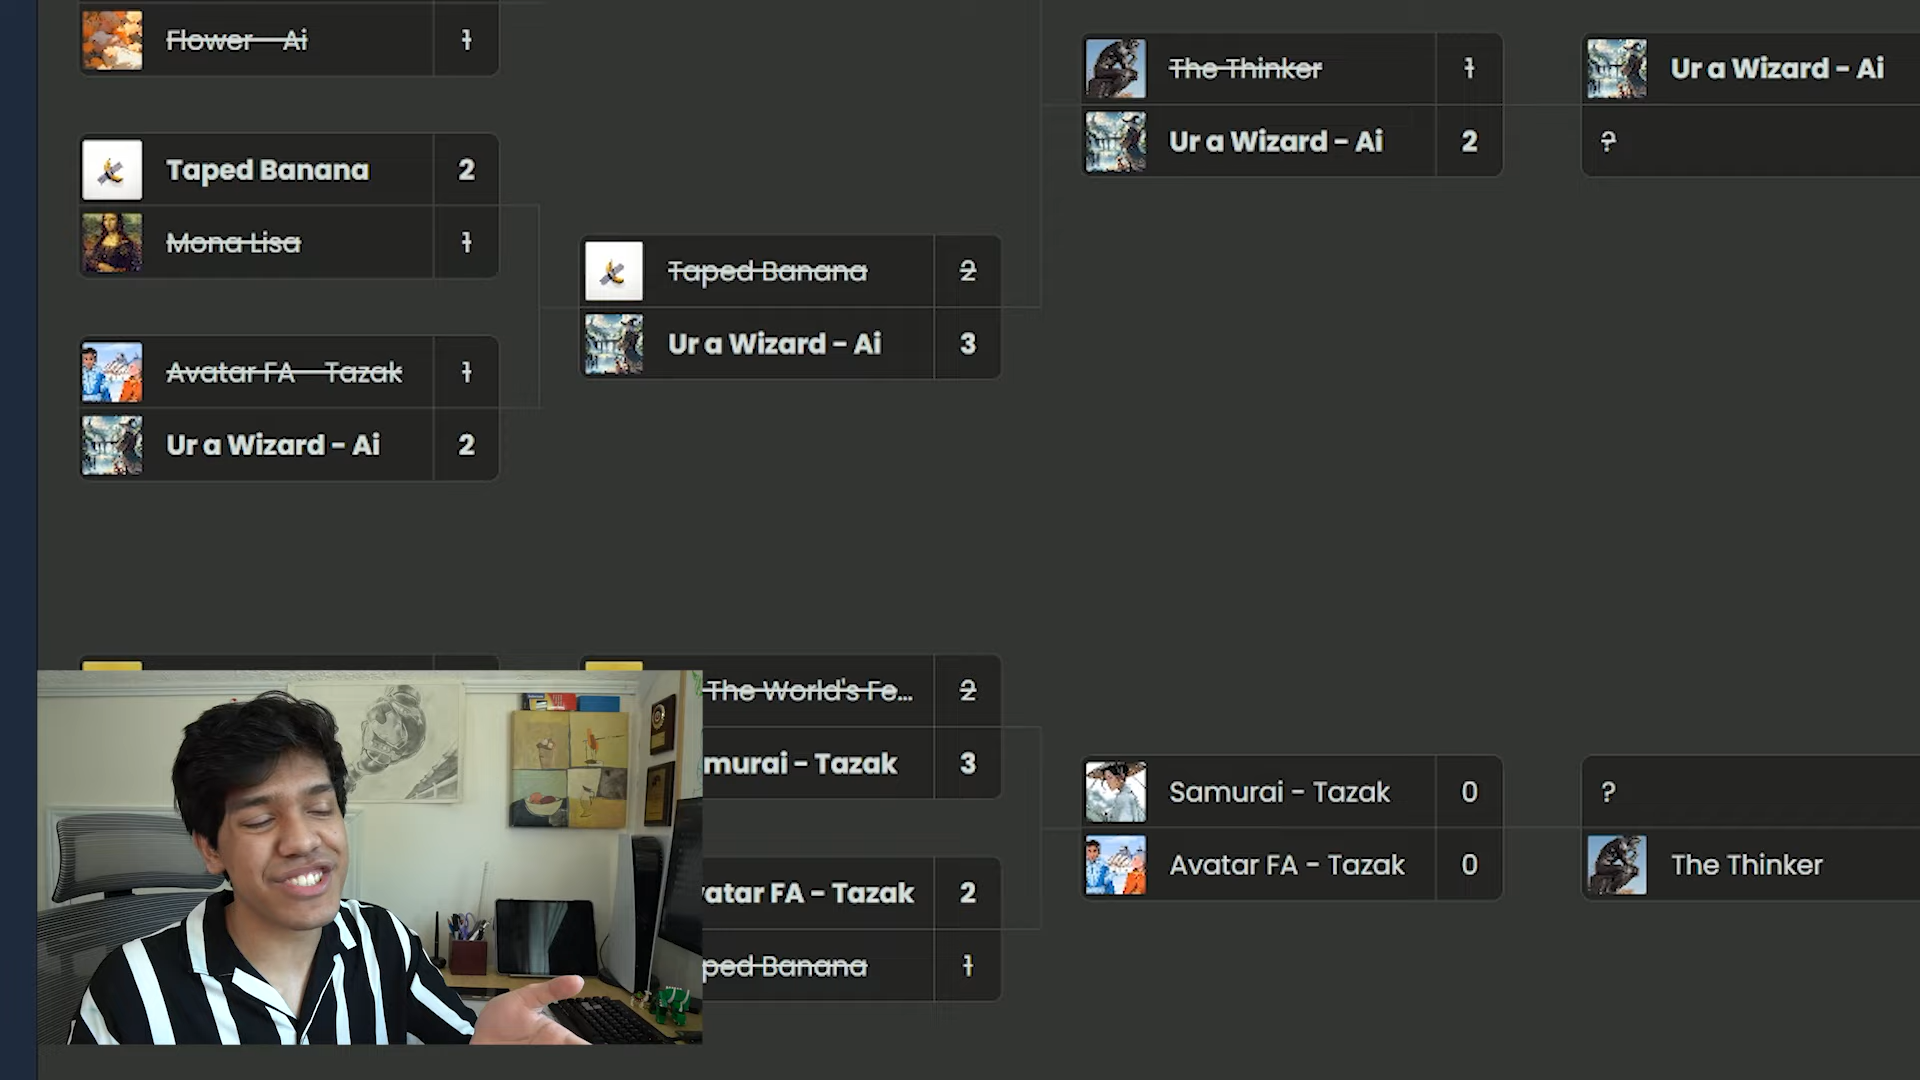 Flower - Ai 1
Taped Banana 2
Mona Lisa 1
Avatar FA - Tazak 1
Ur a Wizard - Ai 2
Taped Banana 2
Ur a Wizard - Ai 3
The Thinker 1
Ur a Wizard - Ai 2
Ur a Wizard - Ai
?
The World's Fe... 2
murai - Tazak 3
vatar FA - Tazak 2
ped Banana 1
Samurai - Tazak 0
Avatar FA - Tazak 0
?
The Thinker